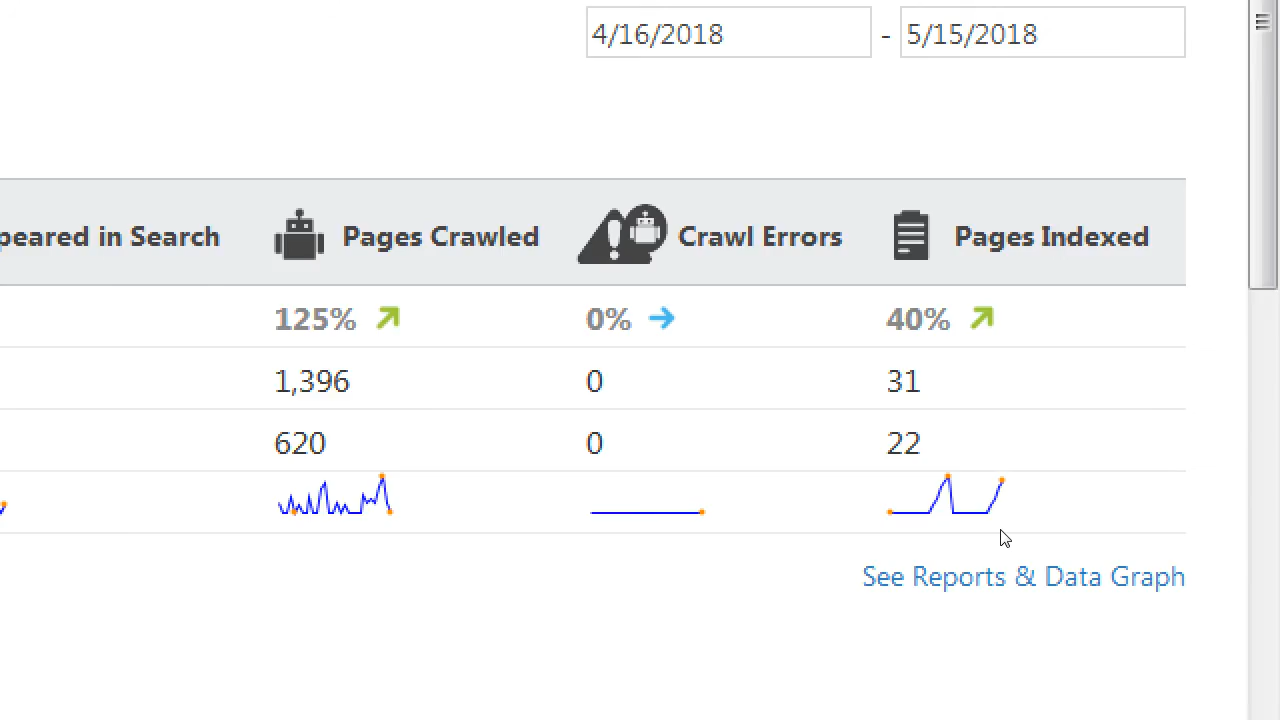 4/16/2018 - 5/15/2018
peared in Search Pages Crawled Crawl Errors Pages Indexed
125% 0% 40%
1,396 0 31
620 0 22
See Reports & Data Graph